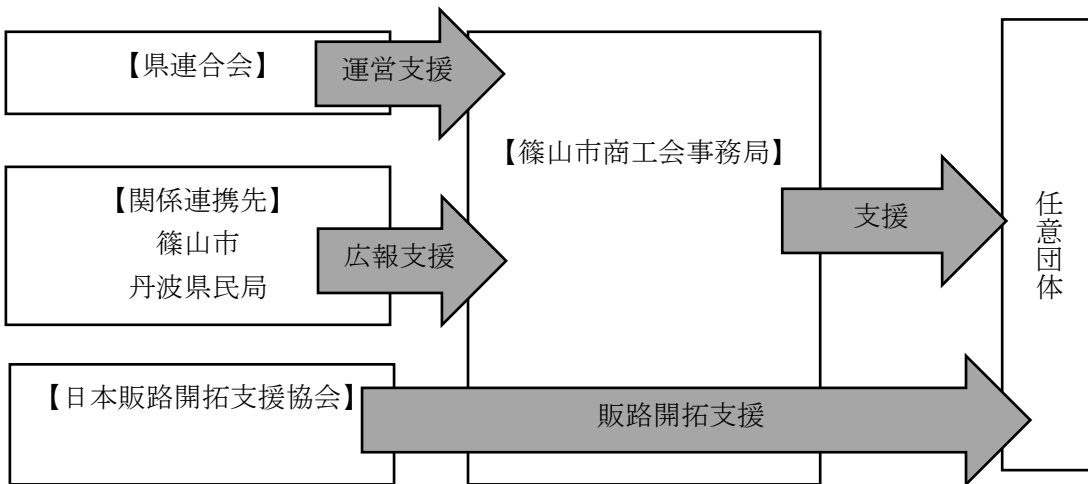 【県連合会】
運営支援
【篠山市商工会事務局】
【関係連携先】
篠山市
丹波県民局
広報支援
支援
任意団体
【日本販路開拓支援協会】
販路開拓支援